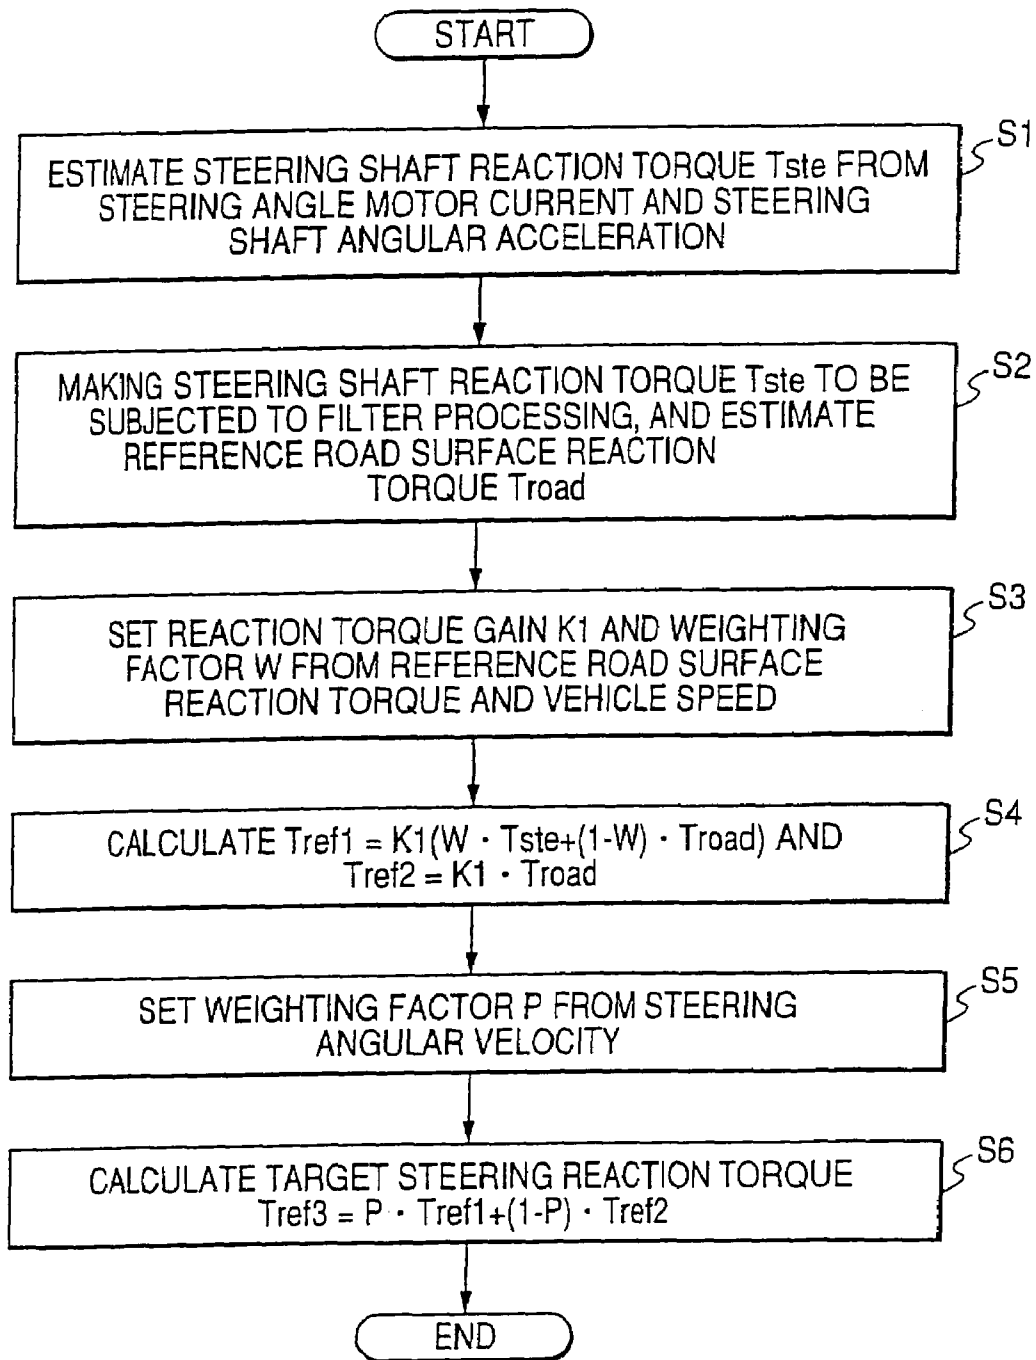 START
S1
ESTIMATE STEERING SHAFT REACTION TORQUE Tste FROM
STEERING ANGLE MOTOR CURRENT AND STEERING
SHAFT ANGULAR ACCELERATION
S2
MAKING STEERING SHAFT REACTION TORQUE Tste TO BE
SUBJECTED TO FILTER PROCESSING, AND ESTIMATE
REFERENCE ROAD SURFACE REACTION
TORQUE Troad
S3
SET REACTION TORQUE GAIN K1 AND WEIGHTING
FACTOR W FROM REFERENCE ROAD SURFACE
REACTION TORQUE AND VEHICLE SPEED
S4
CALCULATE Tref1 = K1(W · Tste+(1-W) · Troad) AND
Tref2 = K1 · Troad
S5
SET WEIGHTING FACTOR P FROM STEERING
ANGULAR VELOCITY
S6
CALCULATE TARGET STEERING REACTION TORQUE
Tref3 = P · Tref1+(1-P) · Tref2
END